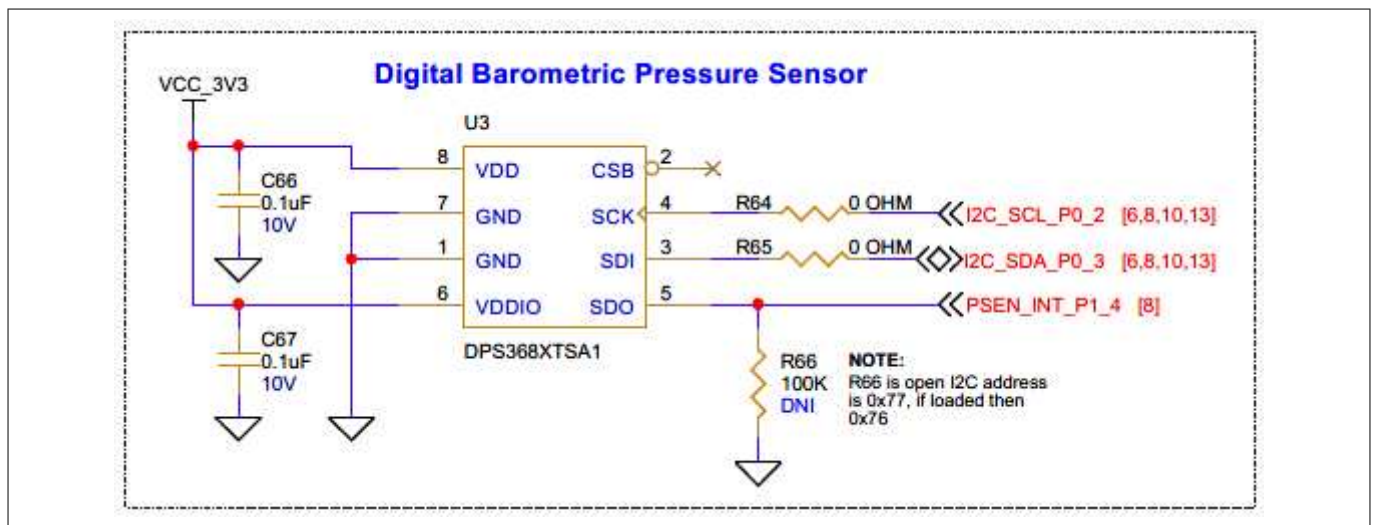 Digital Barometric Pressure Sensor
VCC_3V3
U3
8 VDD CSB 2
C66
0.1uF
10V
7 GND SCK 4 R64 0 OHM I2C_SCL_P0_2 [6,8,10,13]
1 GND SDI 3 R65 0 OHM I2C_SDA_P0_3 [6,8,10,13]
6 VDDIO SDO 5 PSEN_INT_P1_4 [8]
DPS368XTSA1
C67
0.1uF
10V
R66
100K
DNI
NOTE:
R66 is open I2C address
is 0x77, if loaded then
0x76